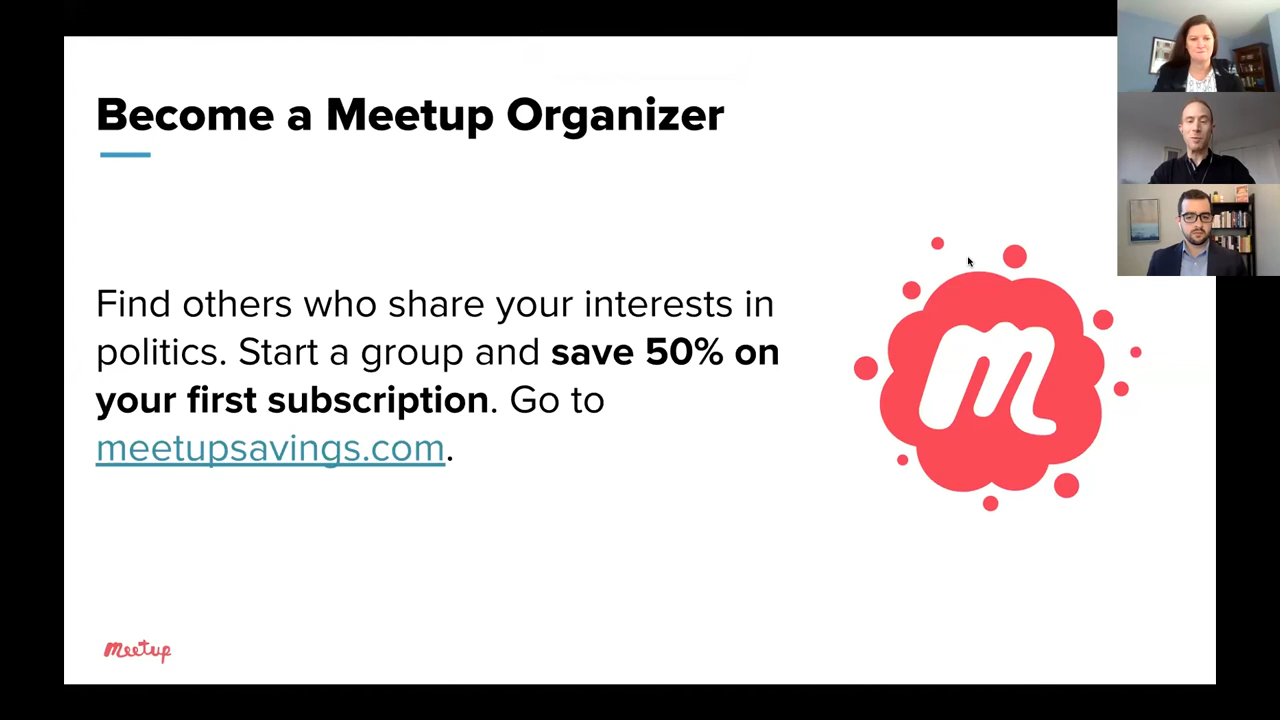 Become a Meetup Organizer
Find others who share your interests in
politics. Start a group and save 50% on
your first subscription. Go to
meetupsavings.com.
m
meetup